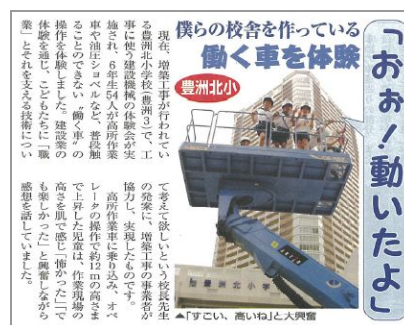 「おぉ！動いたよ」
僕らの校舎を作っている
働く車を体験
豊洲北小
現在、増築工事が行われてい
る豊洲北小学校(豊洲3)で、工
事に使う建設機械の体験会が実
施され、6年生54人が高所作業
車や油圧ショベルなど、普段触
ることのできない“働く車”の
操作を体験しました。建設業の
体験を通じ、こどもたちに「職
業」とそれを支える技術につい
て考えて欲しいという校長先生
の発案に、増築工事の事業者が
協力し、実現したものです。
高所作業車に乗り込み、オペ
レータの操作で約12mの高さま
で上昇した児童は、作業現場の
高さを肌で感じ「怖かった」「で
も楽しかった」と興奮しながら
感想を話していました。
豊洲北小学
▲「すごい、高いね」と大興奮